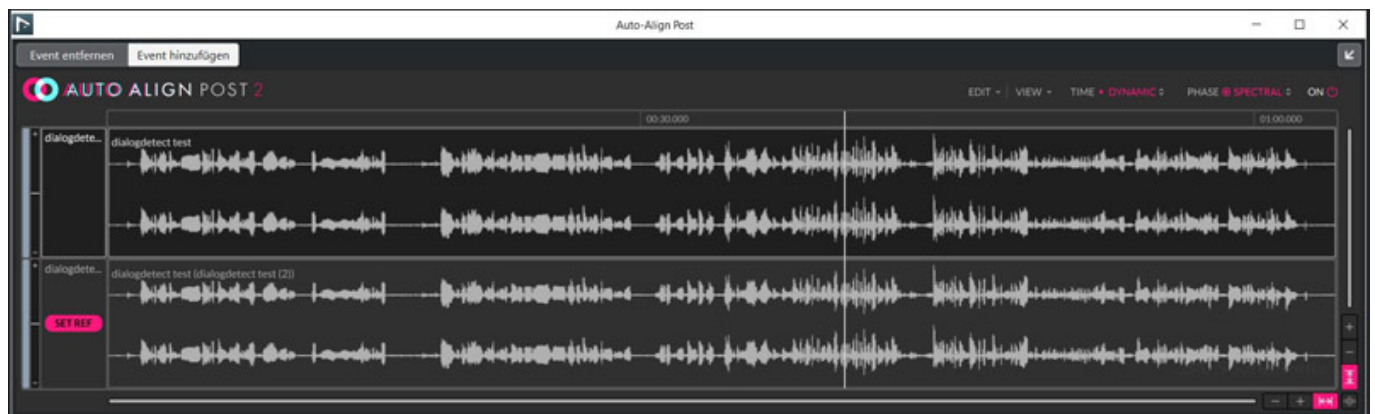 Auto-Align Post
Event entfernen Event hinzufügen
AUTO ALIGN POST 2 EDIT VIEW TIME DYNAMIC PHASE SPECTRAL ON
00:30.000 01:00.000
dialogdete... dialogdetect test
dialogdete... dialogdetect test (dialogdetect test (2))
SET REF